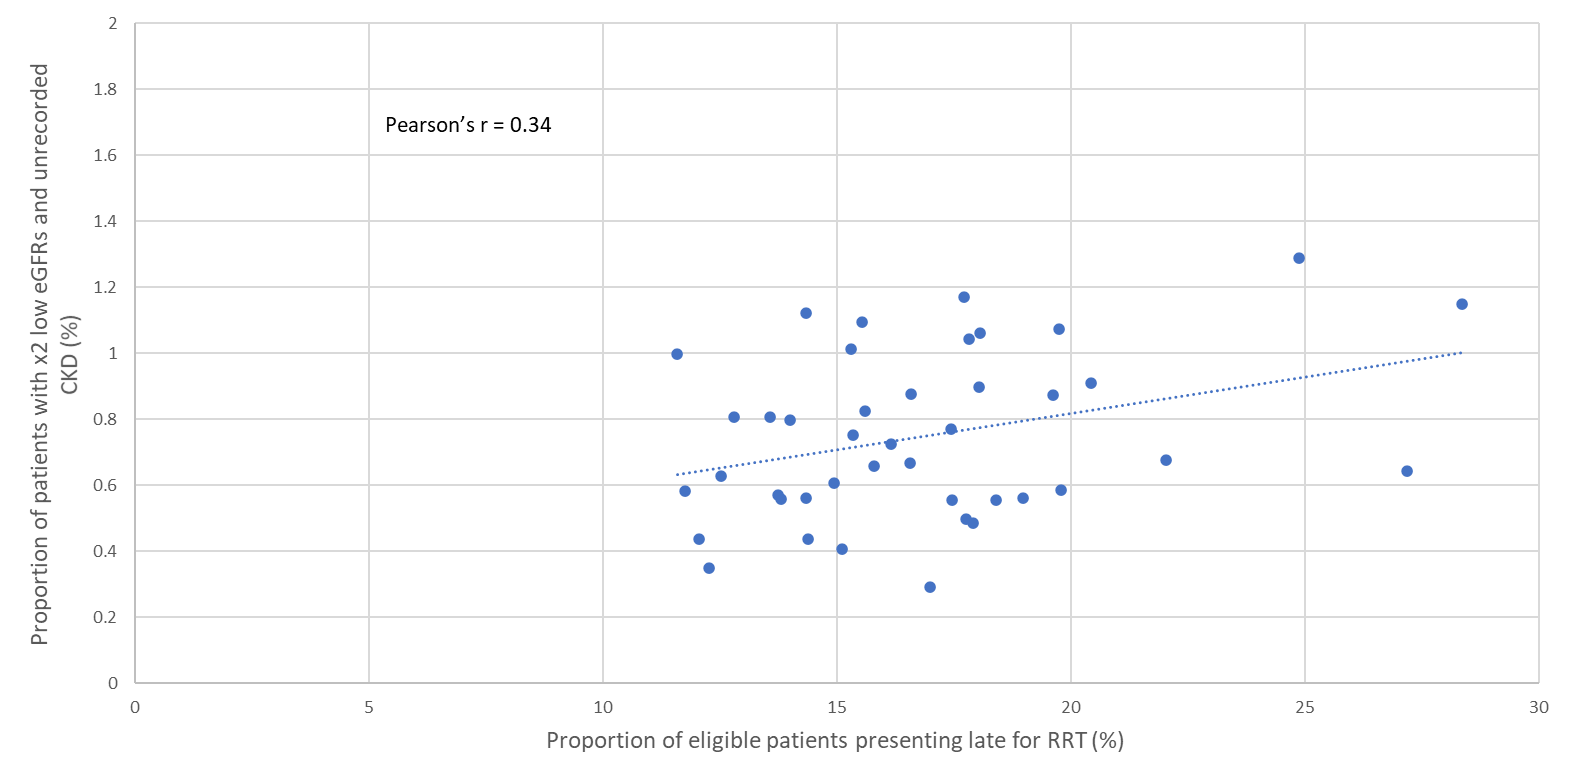 2
1.8
1.6
1.4
1.2
1
0.8
0.6
0.4
0.2
0
Proportion of patients with x2 low eGFRs and unrecorded
CKD (%)
Pearson’s r = 0.34
0 5 10 15 20 25 30
Proportion of eligible patients presenting late for RRT (%)